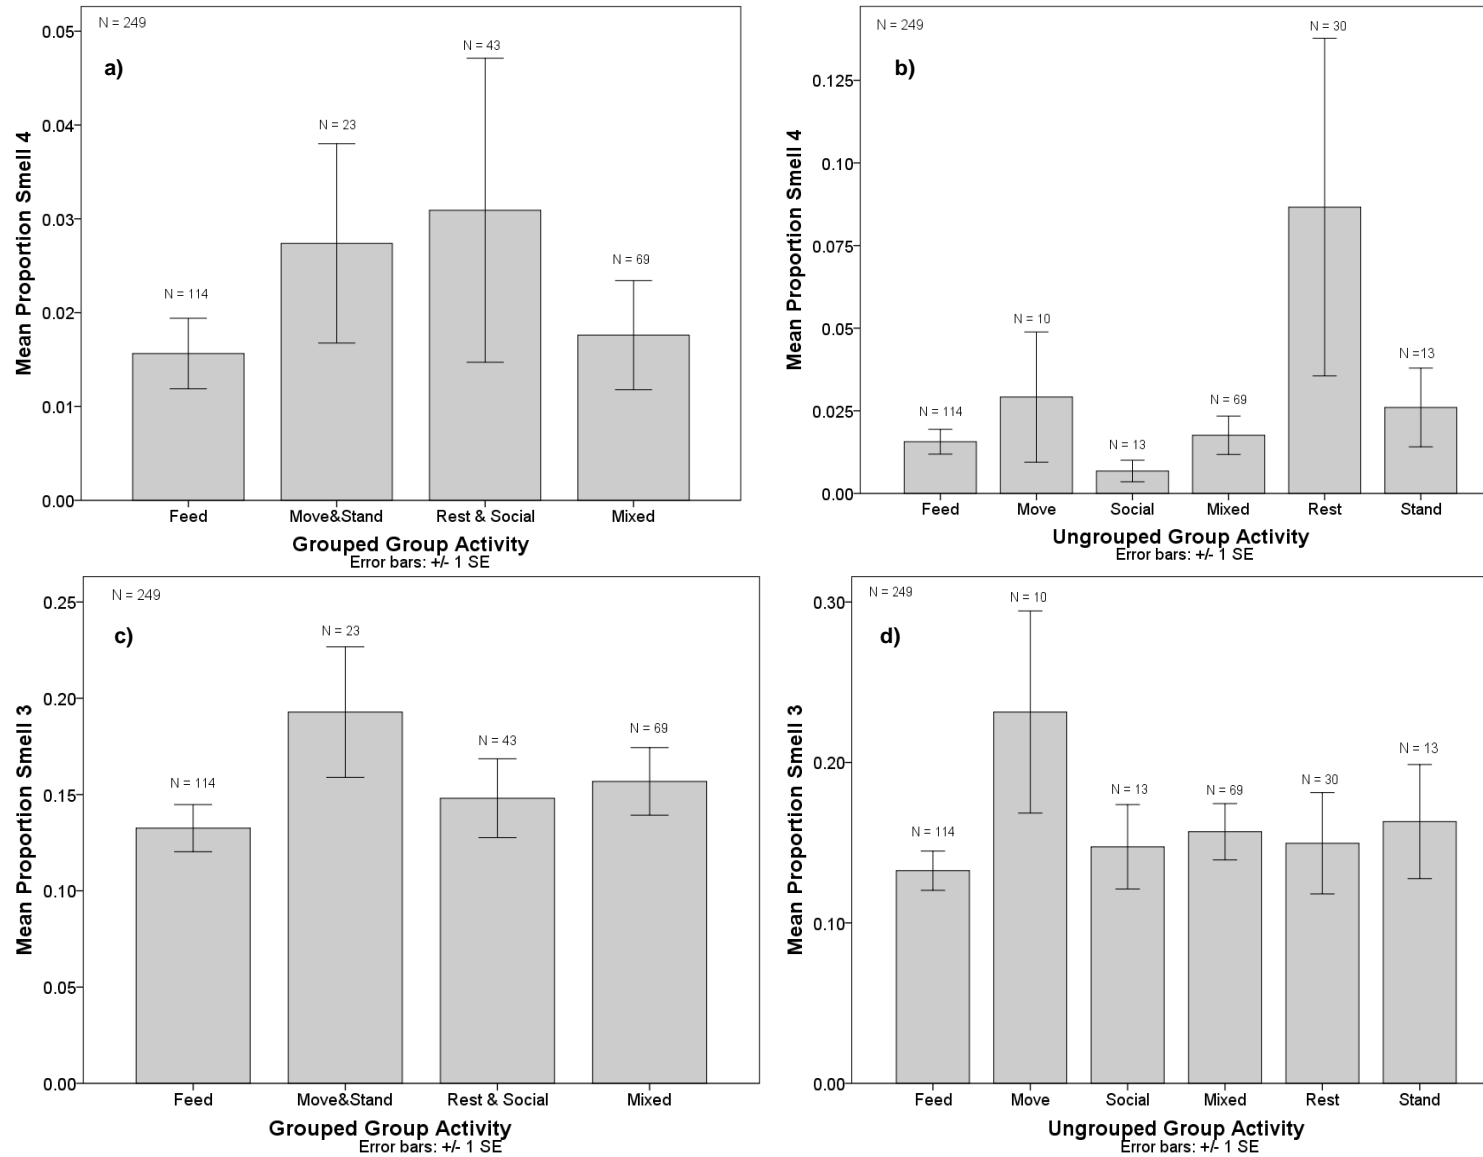 N = 249
a)
Mean Proportion Smell 4
0.05
0.04
0.03
0.02
0.01
0.00
N = 114
N = 23
N = 43
N = 69
Feed
Move&Stand
Rest & Social
Mixed
Grouped Group Activity
Error bars: +/- 1 SE
N = 249
b)
Mean Proportion Smell 4
0.125
0.10
0.075
0.05
0.025
0.00
N = 114
N = 10
N = 13
N = 69
N = 30
N =13
Feed
Move
Social
Mixed
Rest
Stand
Ungrouped Group Activity
Error bars: +/- 1 SE
N = 249
c)
Mean Proportion Smell 3
0.25
0.20
0.15
0.10
0.05
0.00
N = 114
N = 23
N = 43
N = 69
Feed
Move&Stand
Rest & Social
Mixed
Grouped Group Activity
Error bars: +/- 1 SE
N = 249
d)
Mean Proportion Smell 3
0.30
0.20
0.10
0.00
N = 114
N = 10
N = 13
N = 69
N = 30
N = 13
Feed
Move
Social
Mixed
Rest
Stand
Ungrouped Group Activity
Error bars: +/- 1 SE